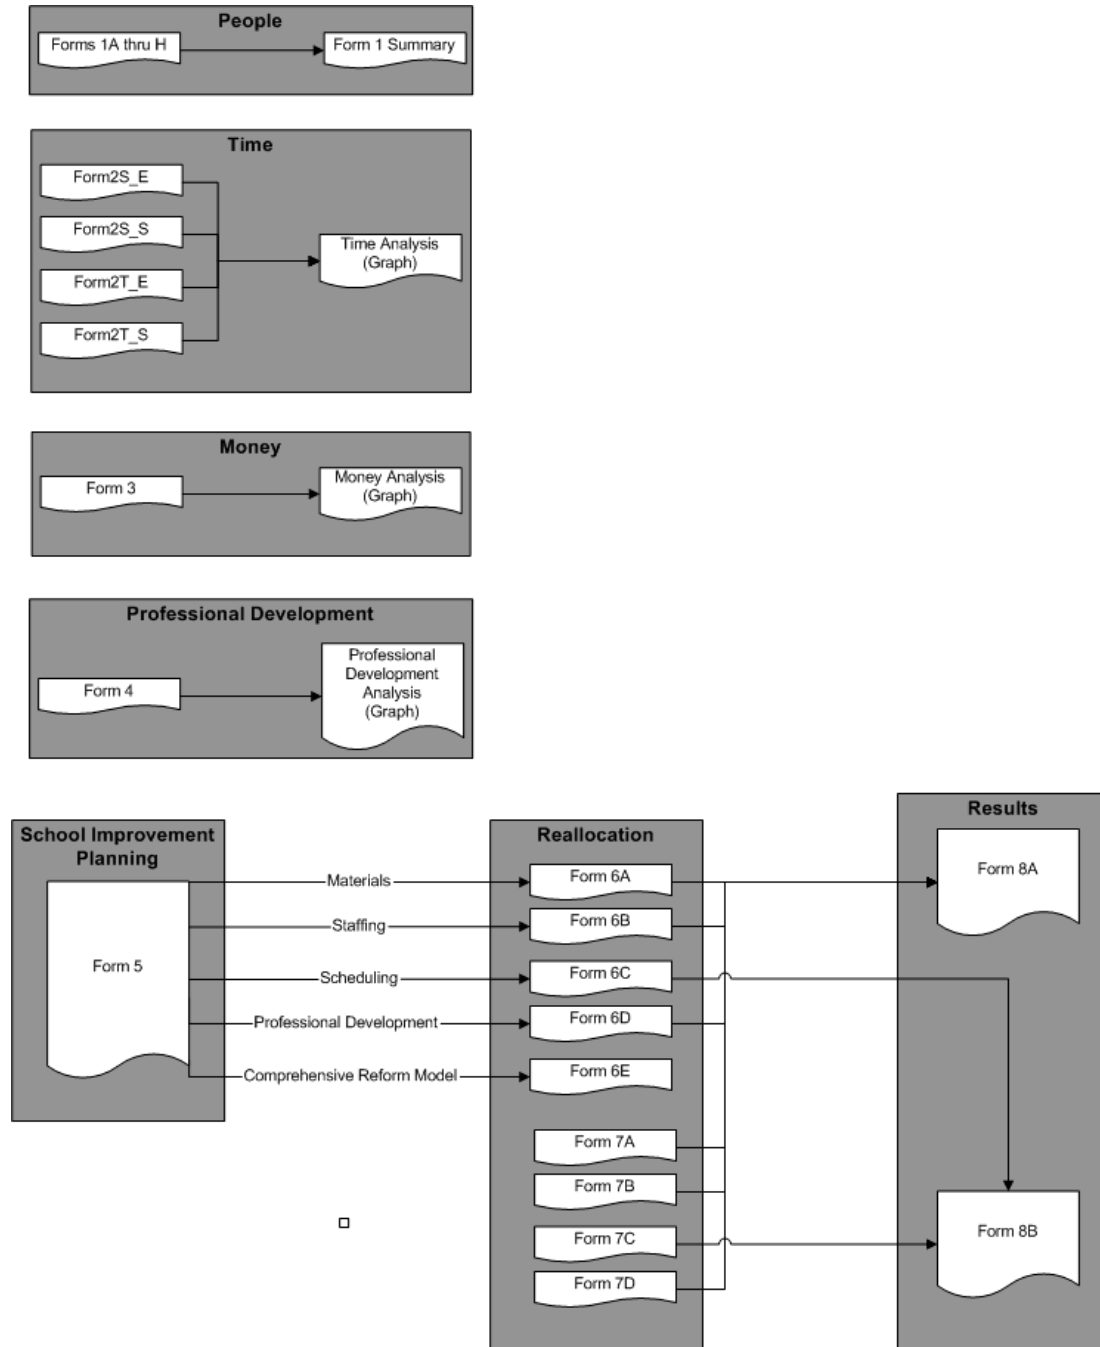 People
Forms 1A thru H
Form 1 Summary
Time
Form2S_E
Form2S_S
Form2T_E
Form2T_S
Time Analysis
(Graph)
Money
Form 3
Money Analysis
(Graph)
Professional Development
Form 4
Professional
Development
Analysis
(Graph)
School Improvement
Planning
Form 5
Materials
Staffing
Scheduling
Professional Development
Comprehensive Reform Model
Reallocation
Form 6A
Form 6B
Form 6C
Form 6D
Form 6E
Form 7A
Form 7B
Form 7C
Form 7D
Results
Form 8A
Form 8B